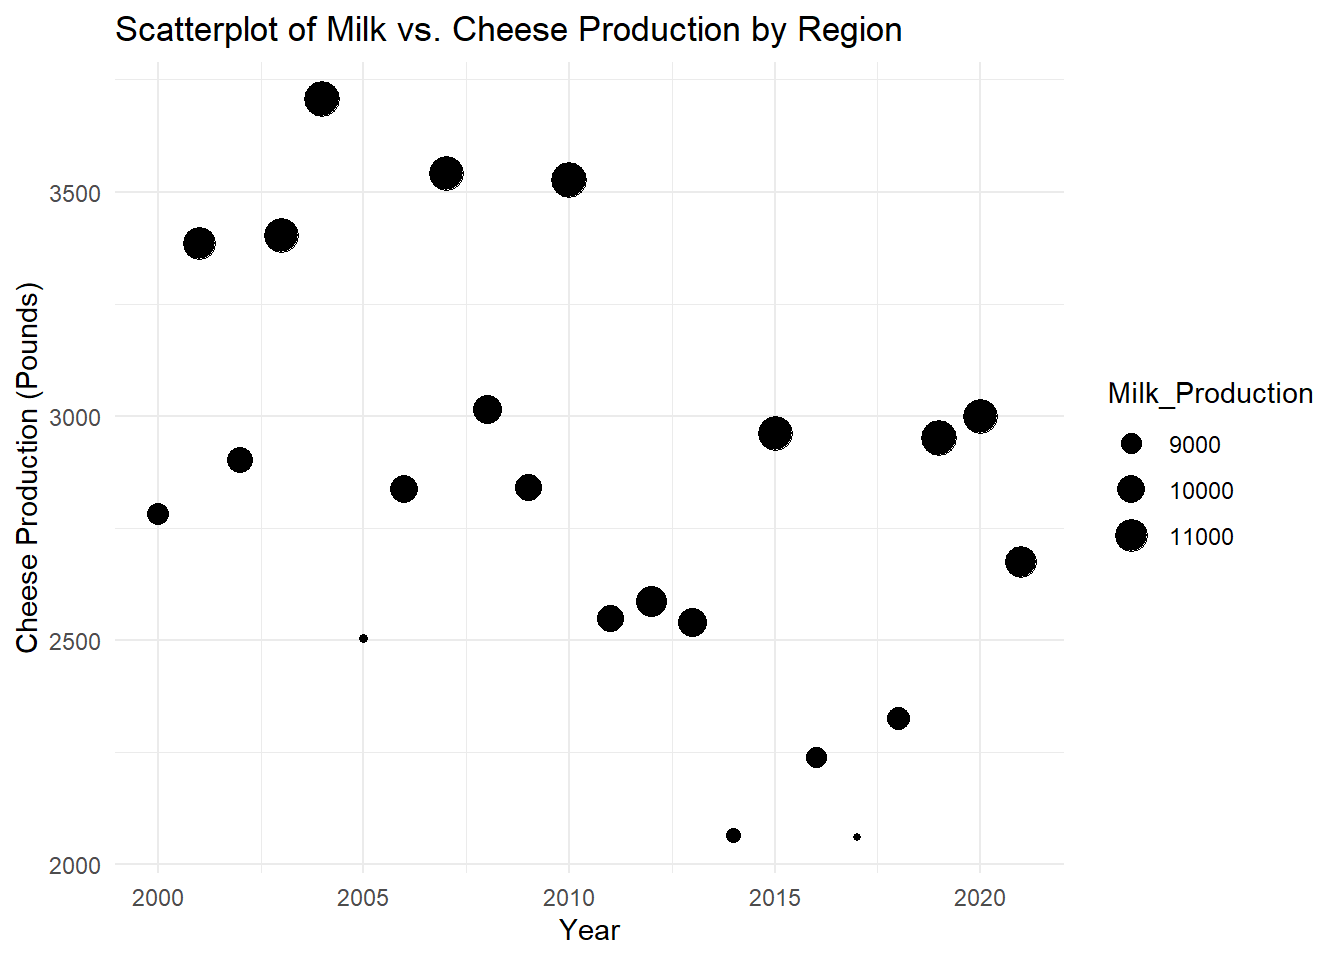 Scatterplot of Milk vs. Cheese Production by Region
Cheese Production (Pounds)
3500
3000
2500
2000
2000 2005 2010 2015 2020
Year
Milk_Production
9000
10000
11000